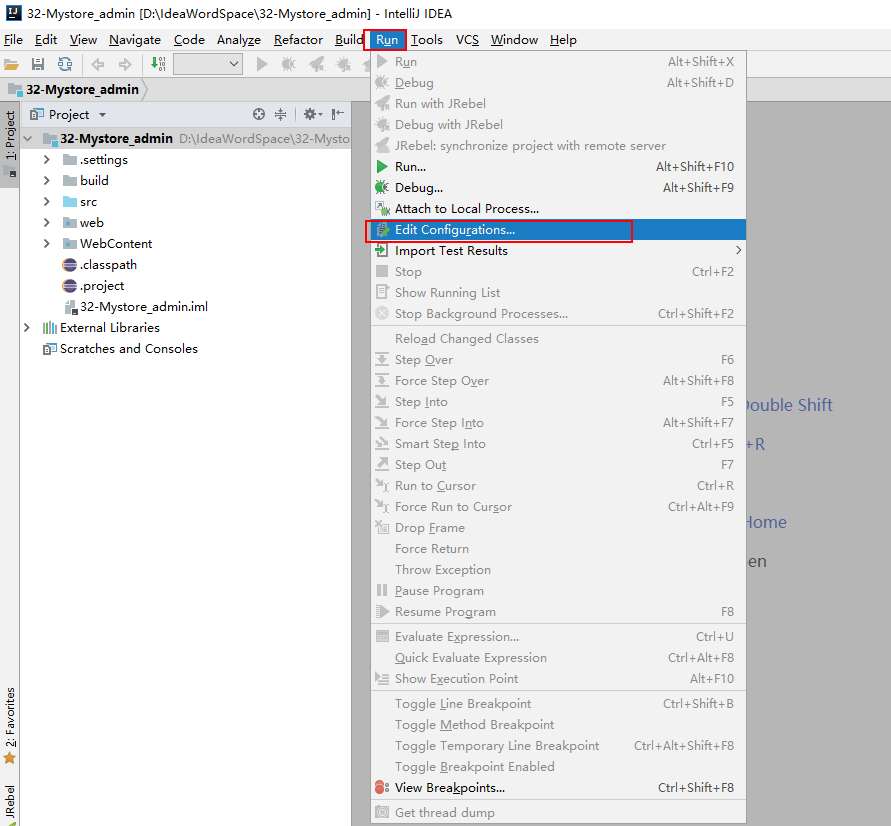 32-Mystore_admin [D:\IdeaWordSpace\32-Mystore_admin] - IntelliJ IDEA
File Edit View Navigate Code Analyze Refactor Build Run Tools VCS Window Help
32-Mystore_admin
1: Project
Project
32-Mystore_admin D:\IdeaWordSpace\32-Mysto
.settings
build
src
web
WebContent
.classpath
.project
32-Mystore_admin.iml
External Libraries
Scratches and Consoles
Run Alt+Shift+X
Debug Alt+Shift+D
Run with JRebel
Debug with JRebel
JRebel: synchronize project with remote server
Run... Alt+Shift+F10
Debug... Alt+Shift+F9
Attach to Local Process...
Edit Configurations...
Import Test Results
Stop Ctrl+F2
Show Running List
Stop Background Processes... Ctrl+Shift+F2
Reload Changed Classes
Step Over F6
Force Step Over Alt+Shift+F8
Step Into F5
Force Step Into Alt+Shift+F7
Smart Step Into Ctrl+F5
Step Out F7
Run to Cursor Ctrl+R
Force Run to Cursor Ctrl+Alt+F9
Drop Frame
Force Return
Throw Exception
Pause Program
Resume Program F8
Evaluate Expression... Ctrl+U
Quick Evaluate Expression Ctrl+Alt+F8
Show Execution Point Alt+F10
Toggle Line Breakpoint Ctrl+Shift+B
Toggle Method Breakpoint
Toggle Temporary Line Breakpoint Ctrl+Alt+Shift+F8
Toggle Breakpoint Enabled
View Breakpoints... Ctrl+Shift+F8
Get thread dump
Double Shift
+R
Home
en
2: Favorites
JRebel